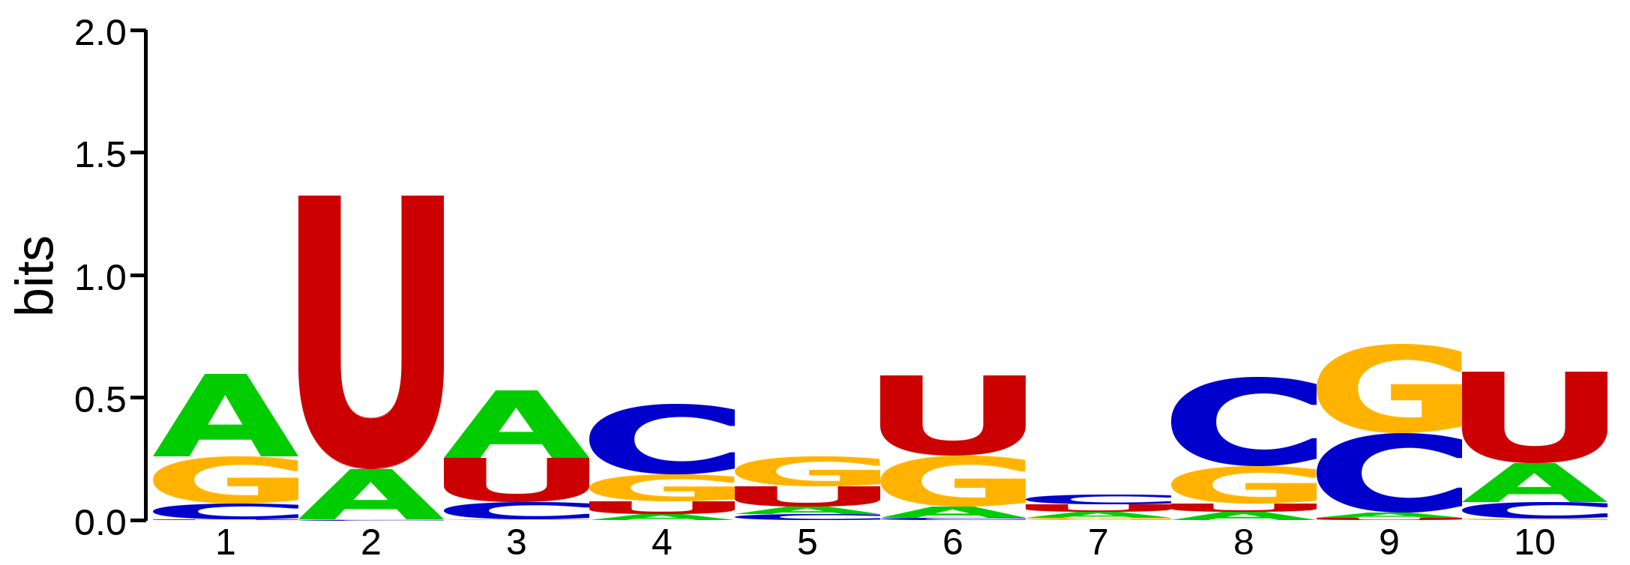 2.0
1.5
1.0
0.5
0.0
bits
A G C
U A
A U C
C G U A
G U A C
U G A C
C U A G
C G U A
G C A U
U A C G
1 2 3 4 5 6 7 8 9 10